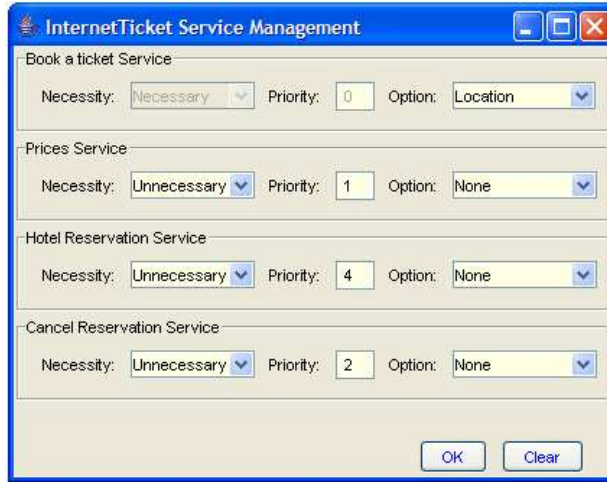 InternetTicket Service Management
Book a ticket Service
Necessity: Necessary Priority: 0 Option: Location
Prices Service
Necessity: Unnecessary Priority: 1 Option: None
Hotel Reservation Service
Necessity: Unnecessary Priority: 4 Option: None
Cancel Reservation Service
Necessity: Unnecessary Priority: 2 Option: None
OK Clear